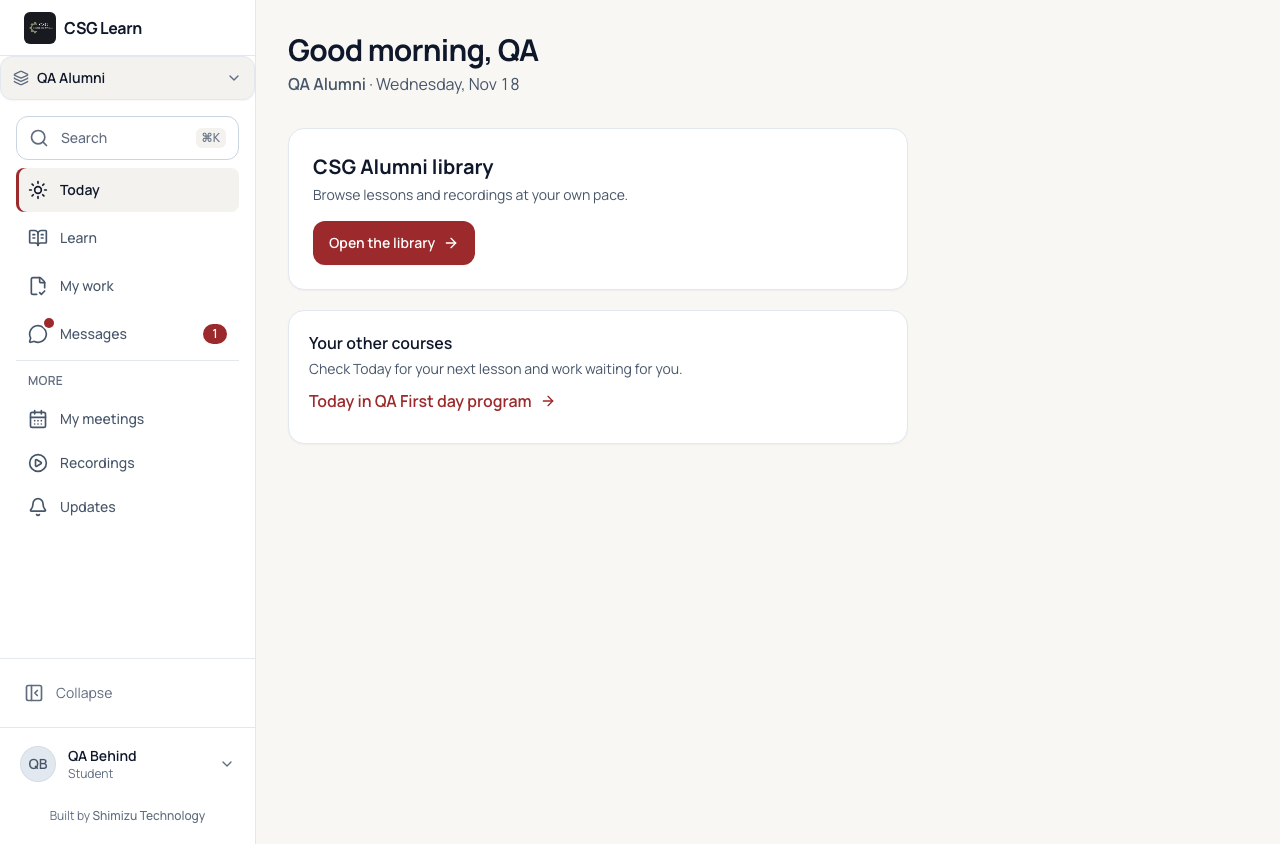 CSG Learn
QA Alumni
Search ⌘K
Today
Learn
My work
Messages 1
MORE
My meetings
Recordings
Updates
Collapse
QB
QA Behind
Student
Built by Shimizu Technology
Good morning, QA
QA Alumni · Wednesday, Nov 18
CSG Alumni library
Browse lessons and recordings at your own pace.
Open the library →
Your other courses
Check Today for your next lesson and work waiting for you.
Today in QA First day program →